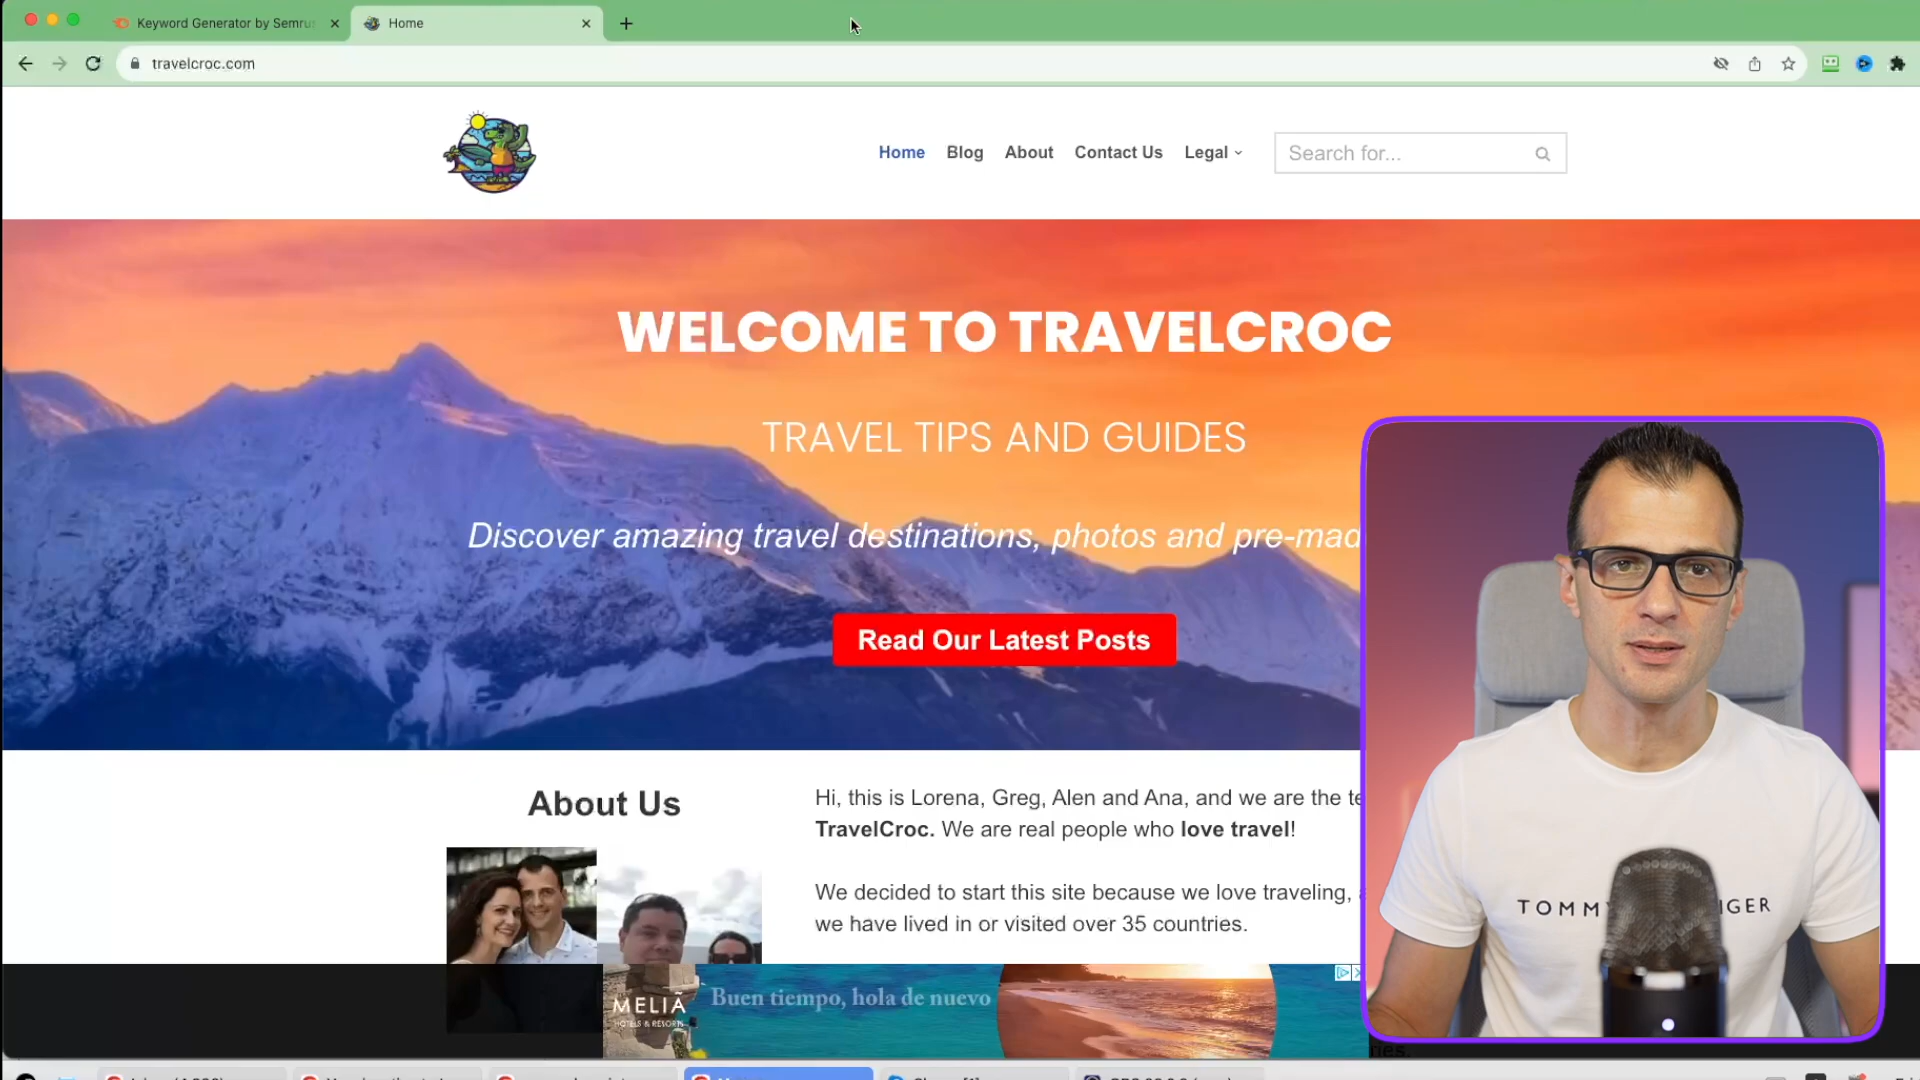 Keyword Generator by Semru
Home
travelcroc.com
Home Blog About Contact Us Legal Search for...
WELCOME TO TRAVELCROC
TRAVEL TIPS AND GUIDES
Discover amazing travel destinations, photos and pre-mad
Read Our Latest Posts
About Us
Hi, this is Lorena, Greg, Alen and Ana, and we are the te
TravelCroc. We are real people who love travel!
We decided to start this site because we love traveling, a
we have lived in or visited over 35 countries.
TOMMY IGER
MELIÃ
HOTELS & RESORTS
Buen tiempo, hola de nuevo